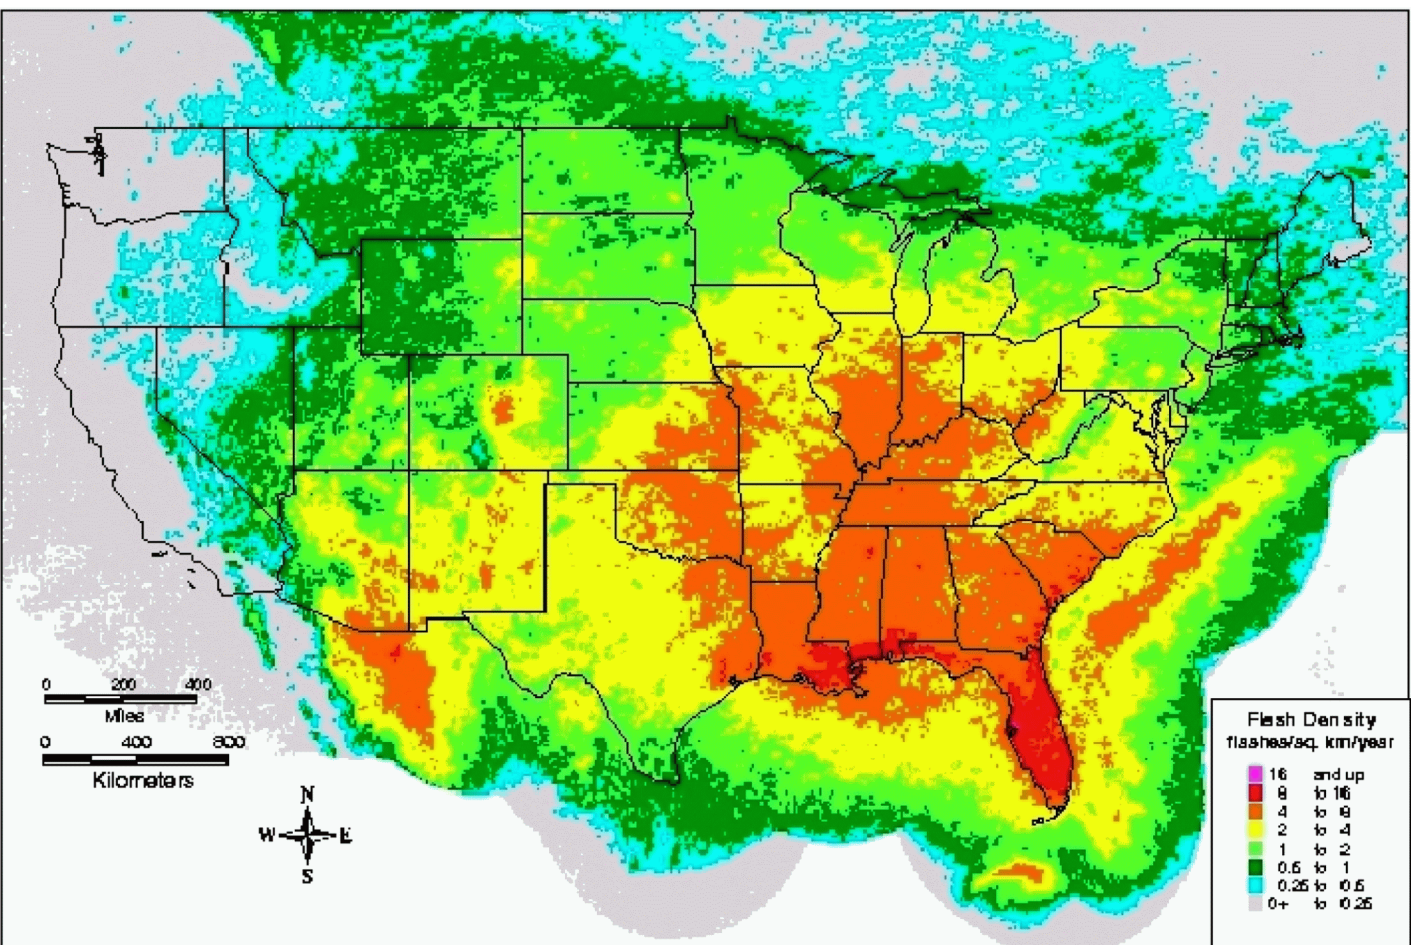 0 200 400
Miles
0 400 800
Kilometers
N
W E
S
Flash Density
flashes/sq. km/year
16 and up
8 to 16
4 to 8
2 to 4
1 to 2
0.5 to 1
0.25 to 0.5
0+ to 0.25